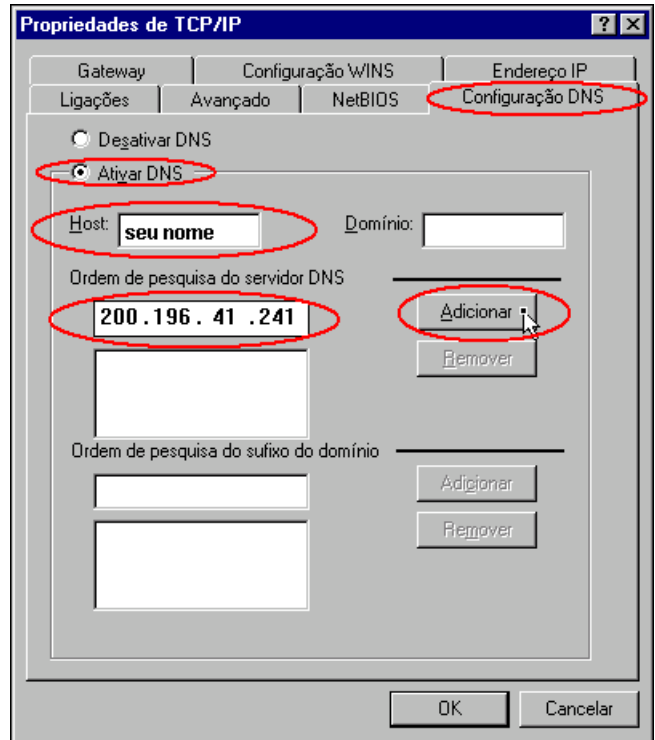 Propriedades de TCP/IP
Gateway Configuração WINS Endereço IP
Ligações Avançado NetBIOS Configuração DNS
Desativar DNS
Ativar DNS
Host: seu nome Domínio:
Ordem de pesquisa do servidor DNS
200 .196 . 41 .241 Adicionar
Remover
Ordem de pesquisa do sufixo do domínio
Adicionar
Remover
OK Cancelar